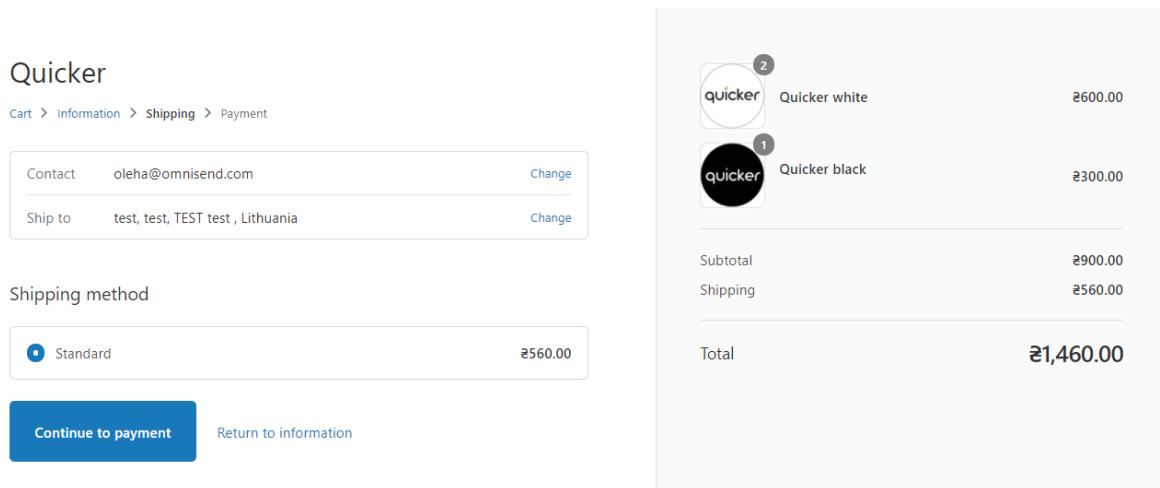 Quicker
Cart > Information > Shipping > Payment
Contact oleha@omnisend.com Change
Ship to test, test, TEST test , Lithuania Change
Shipping method
Standard ₴560.00
Continue to payment Return to information
2
quicker Quicker white ₴600.00
1
quicker Quicker black ₴300.00
Subtotal ₴900.00
Shipping ₴560.00
Total ₴1,460.00